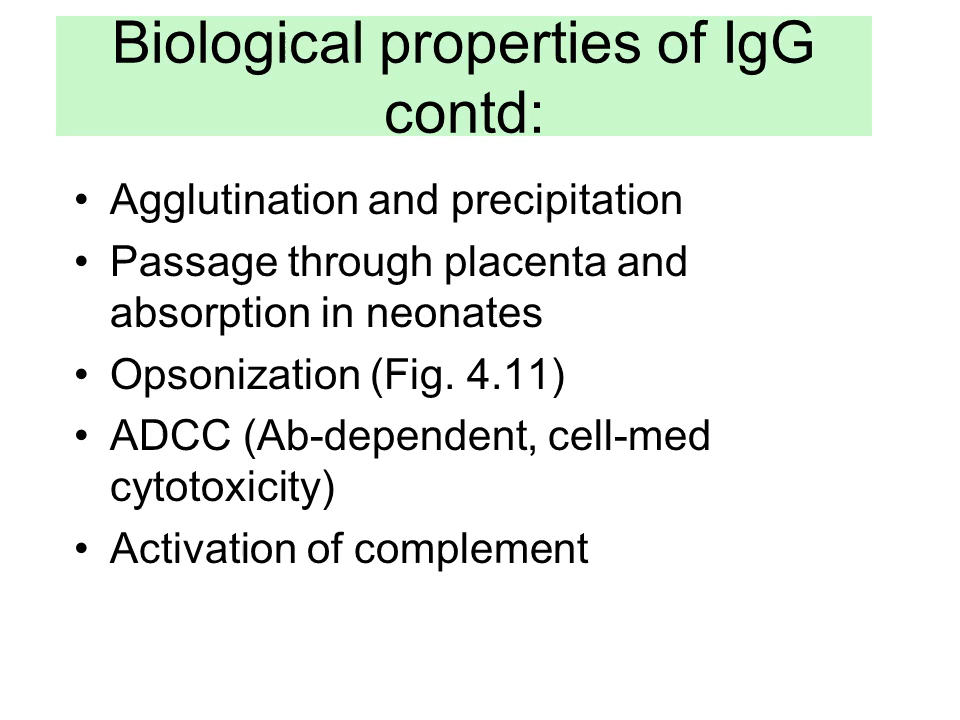 Biological properties of IgG
contd:
• Agglutination and precipitation
• Passage through placenta and
absorption in neonates
• Opsonization (Fig. 4.11)
• ADCC (Ab-dependent, cell-med
cytotoxicity)
• Activation of complement